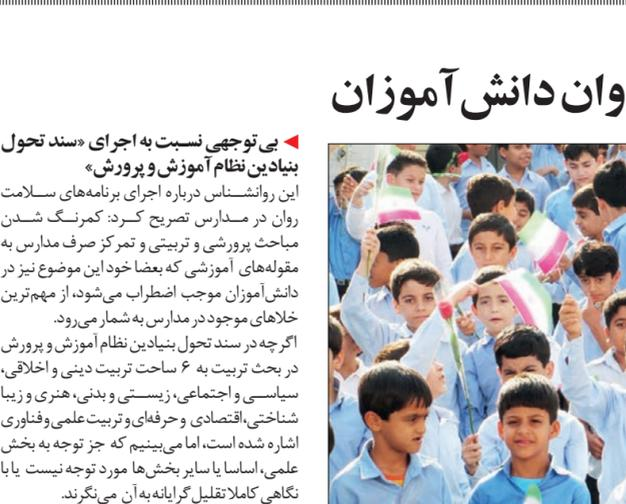 وان دانش‌آموزان
بی‌توجهی نسبت به اجرای «سند تحول
بنیادین نظام آموزش و پرورش»
این روانشناس درباره اجرای برنامه‌های سلامت
روان در مدارس تصریح کرد: کمرنگ شدن
مباحث پرورشی و تربیتی و تمرکز صرف مدارس به
مقوله‌های آموزشی که بعضا خود این موضوع نیز در
دانش‌آموزان موجب اضطراب می‌شود، از مهم‌ترین
خلاهای موجود در مدارس به شمار می‌رود.
اگرچه در سند تحول بنیادین نظام آموزش و پرورش
در بحث تربیت به ۶ ساحت تربیت دینی و اخلاقی،
سیاسی و اجتماعی، زیستی و بدنی، هنری و زیبا
شناختی، اقتصادی و حرفه‌ای و تربیت علمی و فناوری
اشاره شده است، اما می‌بینیم که جز توجه به بخش
علمی، اساسا یا سایر بخش‌ها مورد توجه نیست یا با
نگاهی کاملا تقلیل‌گرایانه به آن می‌نگرند.